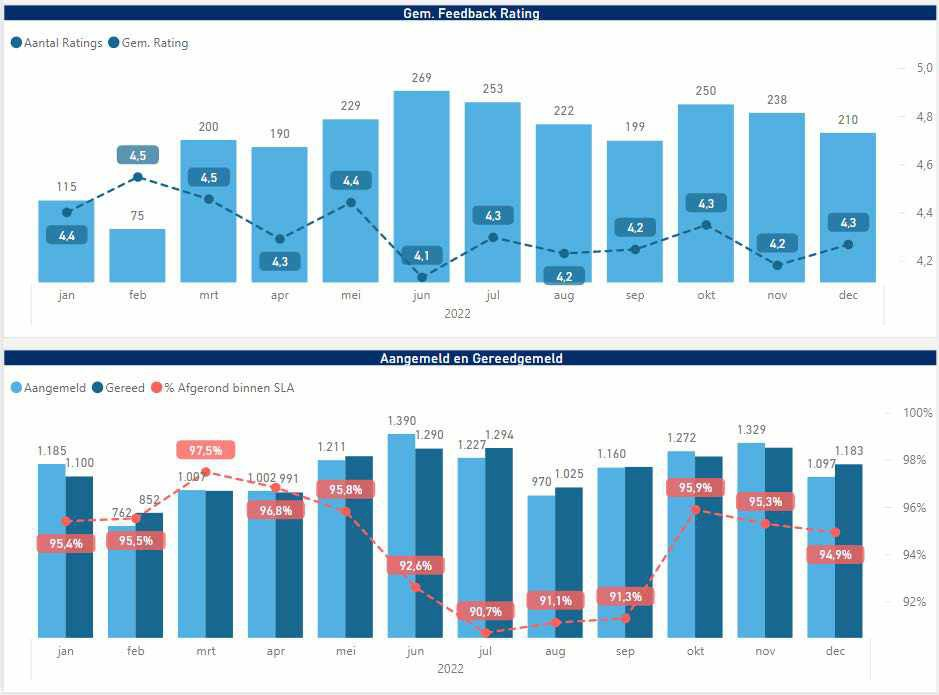 Gem. Feedback Rating
Aantal Ratings Gem. Rating
5,0
4,8
4,6
4,4
4,2
115 75 200 190 229 269 253 222 199 250 238 210
4,4 4,5 4,5 4,3 4,4 4,1 4,3 4,2 4,2 4,3 4,2 4,3
jan feb mrt apr mei jun jul aug sep okt nov dec
2022
Aangemeld en Gereedgemeld
Aangemeld Gereed % Afgerond binnen SLA
100%
98%
96%
94%
92%
1.185 1.100 762 852 1.007 1.002 991 1.211 1.390 1.290 1.227 1.294 970 1.025 1.160 1.272 1.329 1.097 1.183
95,4% 95,5% 97,5% 96,8% 95,8% 92,6% 90,7% 91,1% 91,3% 95,9% 95,3% 94,9%
jan feb mrt apr mei jun jul aug sep okt nov dec
2022